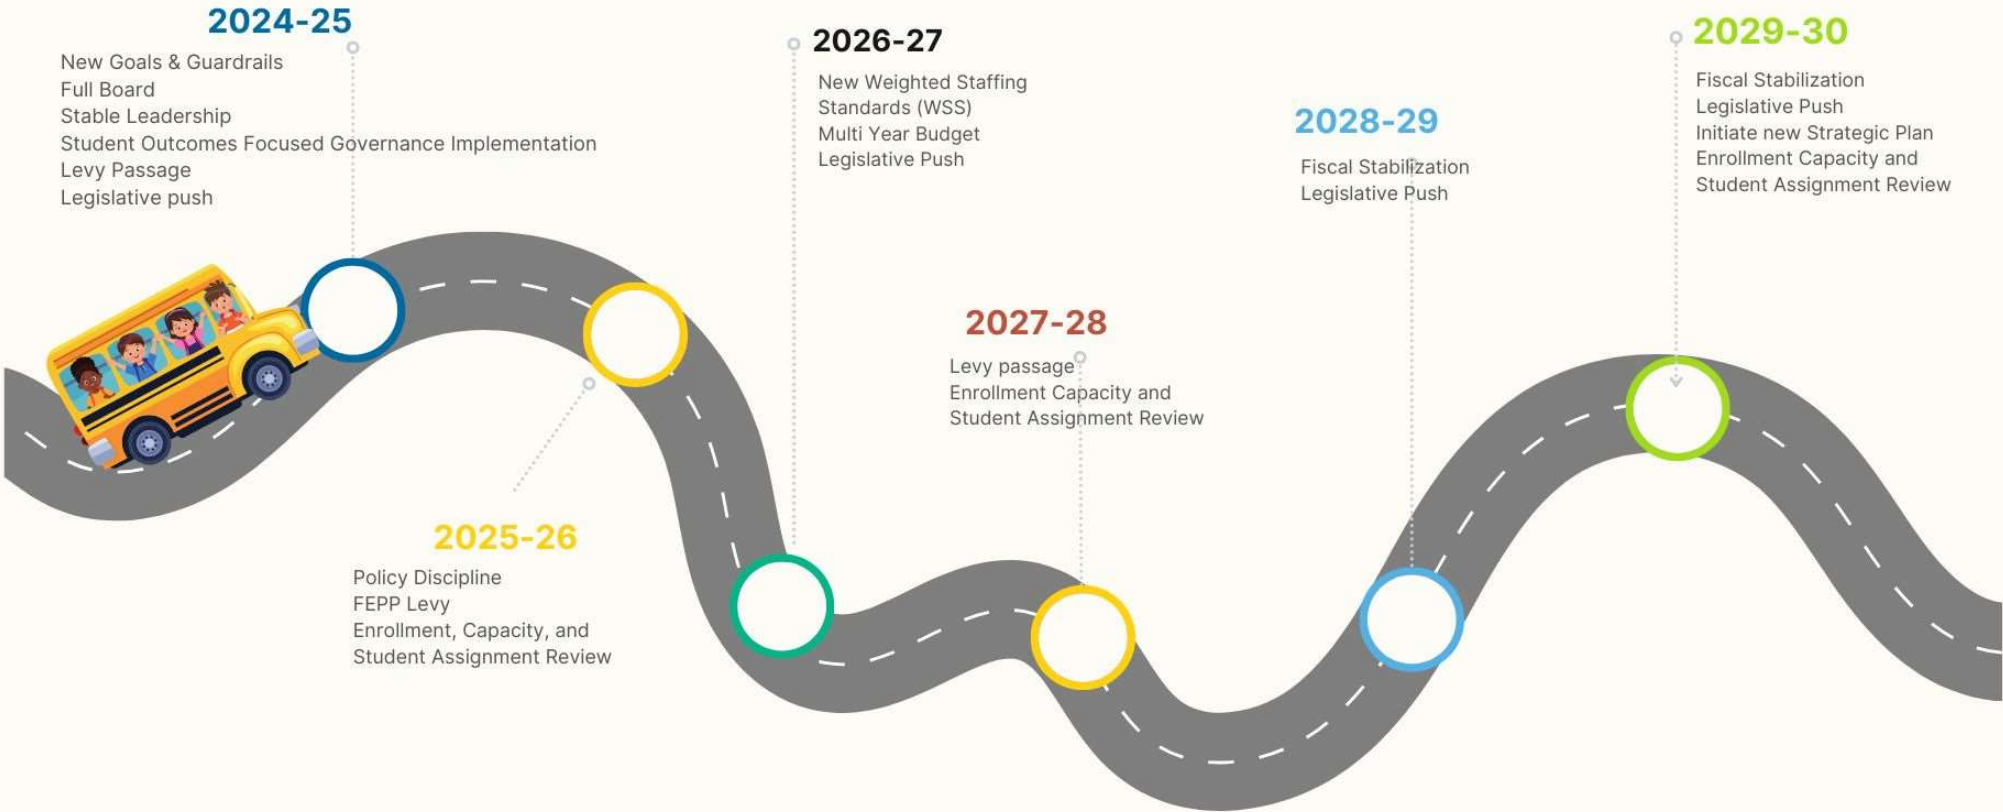 2024-25
New Goals & Guardrails
Full Board
Stable Leadership
Student Outcomes Focused Governance Implementation
Levy Passage
Legislative push
2025-26
Policy Discipline
FEPP Levy
Enrollment, Capacity, and
Student Assignment Review
2026-27
New Weighted Staffing
Standards (WSS)
Multi Year Budget
Legislative Push
2027-28
Levy passage
Enrollment Capacity and
Student Assignment Review
2028-29
Fiscal Stabilization
Legislative Push
2029-30
Fiscal Stabilization
Legislative Push
Initiate new Strategic Plan
Enrollment Capacity and
Student Assignment Review